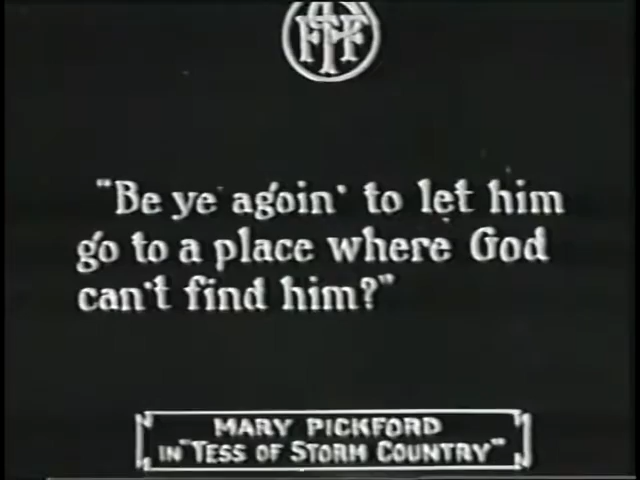 "Be ye agoin' to let him
go to a place where God
can't find him?"
MARY PICKFORD
IN "TESS OF STORM COUNTRY"